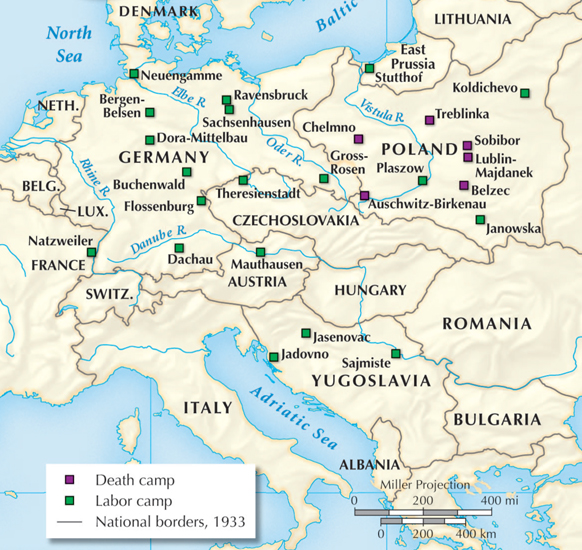 DENMARK
Baltic
LITHUANIA
North
Sea
East
Prussia
Stutthof
Neuengamme
Koldichevo
Elbe R.
Ravensbruck
NETH.
Bergen-
Belsen
Vistula R.
Treblinka
Sachsenhausen
Chelmno
Dora-Mittelbau
Sobibor
Oder R.
POLAND
GERMANY
Gross-
Rosen
Lublin-
Majdanek
Rhine R.
Plaszow
Buchenwald
Theresienstadt
Belzec
BELG.
Auschwitz-Birkenau
Flossenburg
LUX.
CZECHOSLOVAKIA
Janowska
Natzweiler
Danube R.
FRANCE
Dachau
Mauthausen
AUSTRIA
SWITZ.
HUNGARY
ROMANIA
Jasenovac
Jadovno
Sajmiste
YUGOSLAVIA
ITALY
Adriatic Sea
BULGARIA
ALBANIA
Death camp
Labor camp
National borders, 1933
Miller Projection
0 200 400 mi
0 200 400 km